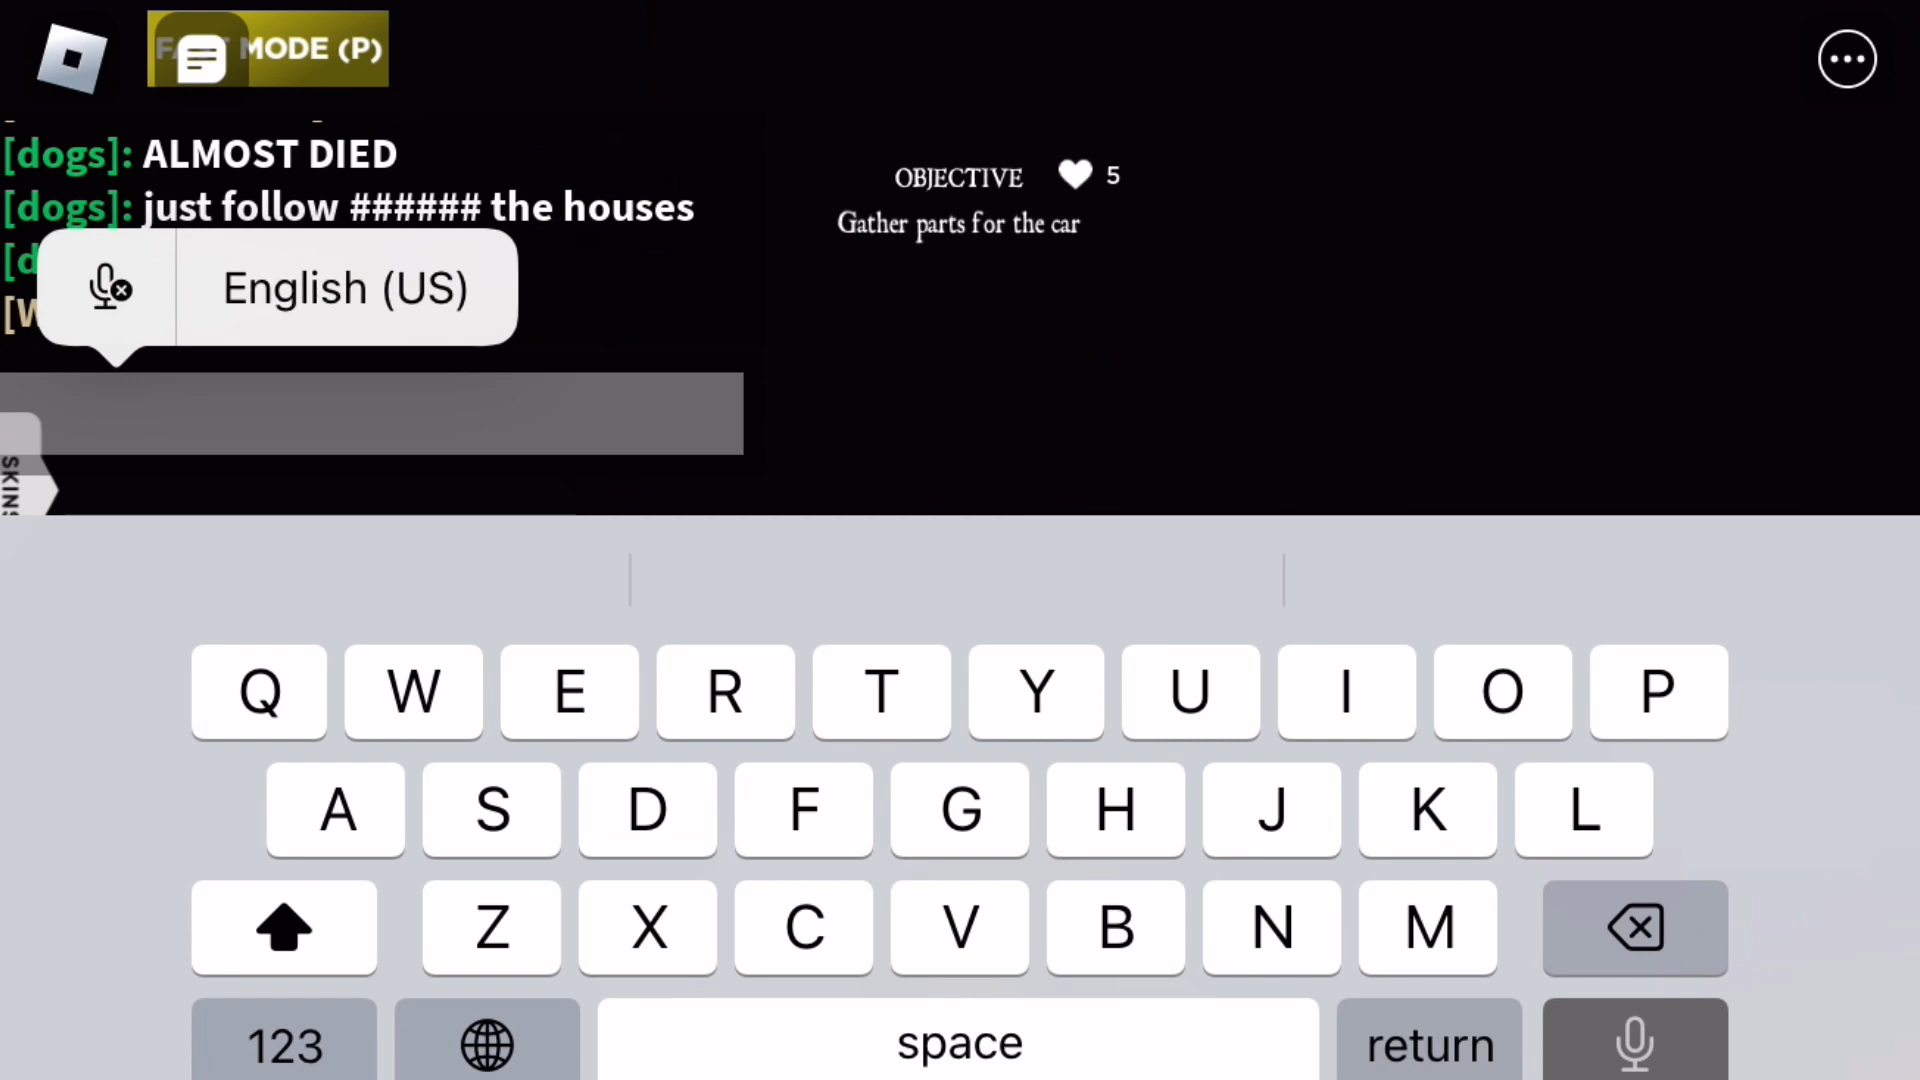 MODE (P)
[dogs]: ALMOST DIED
[dogs]: just follow ###### the houses
[d
[W
English (US)
OBJECTIVE 5
Gather parts for the car
SKINS
Q W E R T Y U I O P
A S D F G H J K L
Z X C V B N M
123 space return